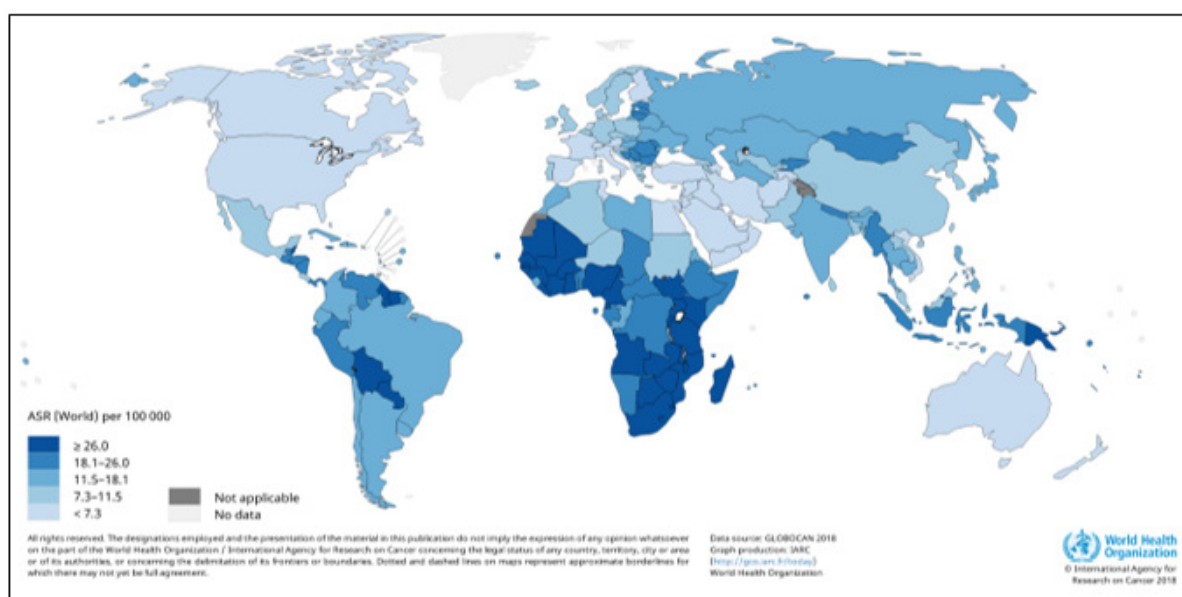 ASR (World) per 100 000
≥ 26.0
18.1–26.0
11.5–18.1
7.3–11.5
< 7.3
Not applicable
No data
All rights reserved. The designations employed and the presentation of the material in this publication do not imply the expression of any opinion whatsoever
on the part of the World Health Organization / International Agency for Research on Cancer concerning the legal status of any country, territory, city or area
or of its authorities, or concerning the delimitation of its frontiers or boundaries. Dotted and dashed lines on maps represent approximate borderlines for
which there may not yet be full agreement.
Data source: GLOBOCAN 2018
Graph production: IARC
(http://gco.iarc.fr/today)
World Health Organization
World Health
Organization
© International Agency for
Research on Cancer 2018